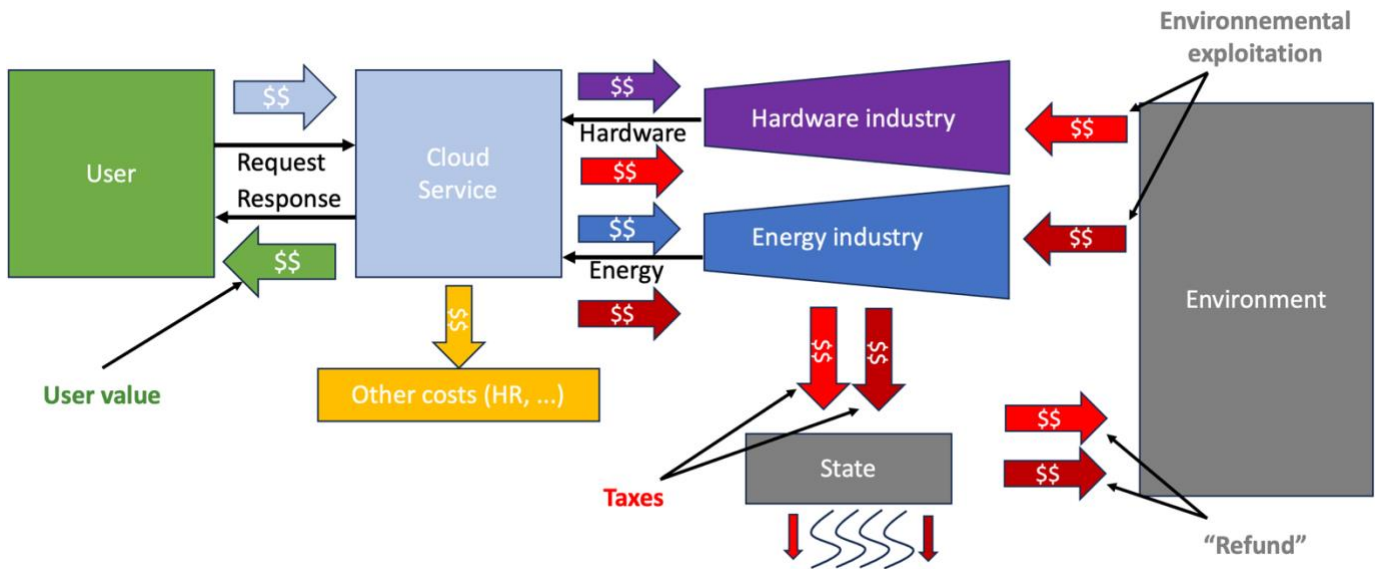 Environnemental
exploitation
User
$$
Request
Response
$$
User value
Cloud
Service
$$
Other costs (HR, ...)
$$
Hardware
$$
$$
Energy
$$
Hardware industry
Energy industry
$$
$$
$$
$$
Taxes
State
$$
$$
Environment
“Refund”